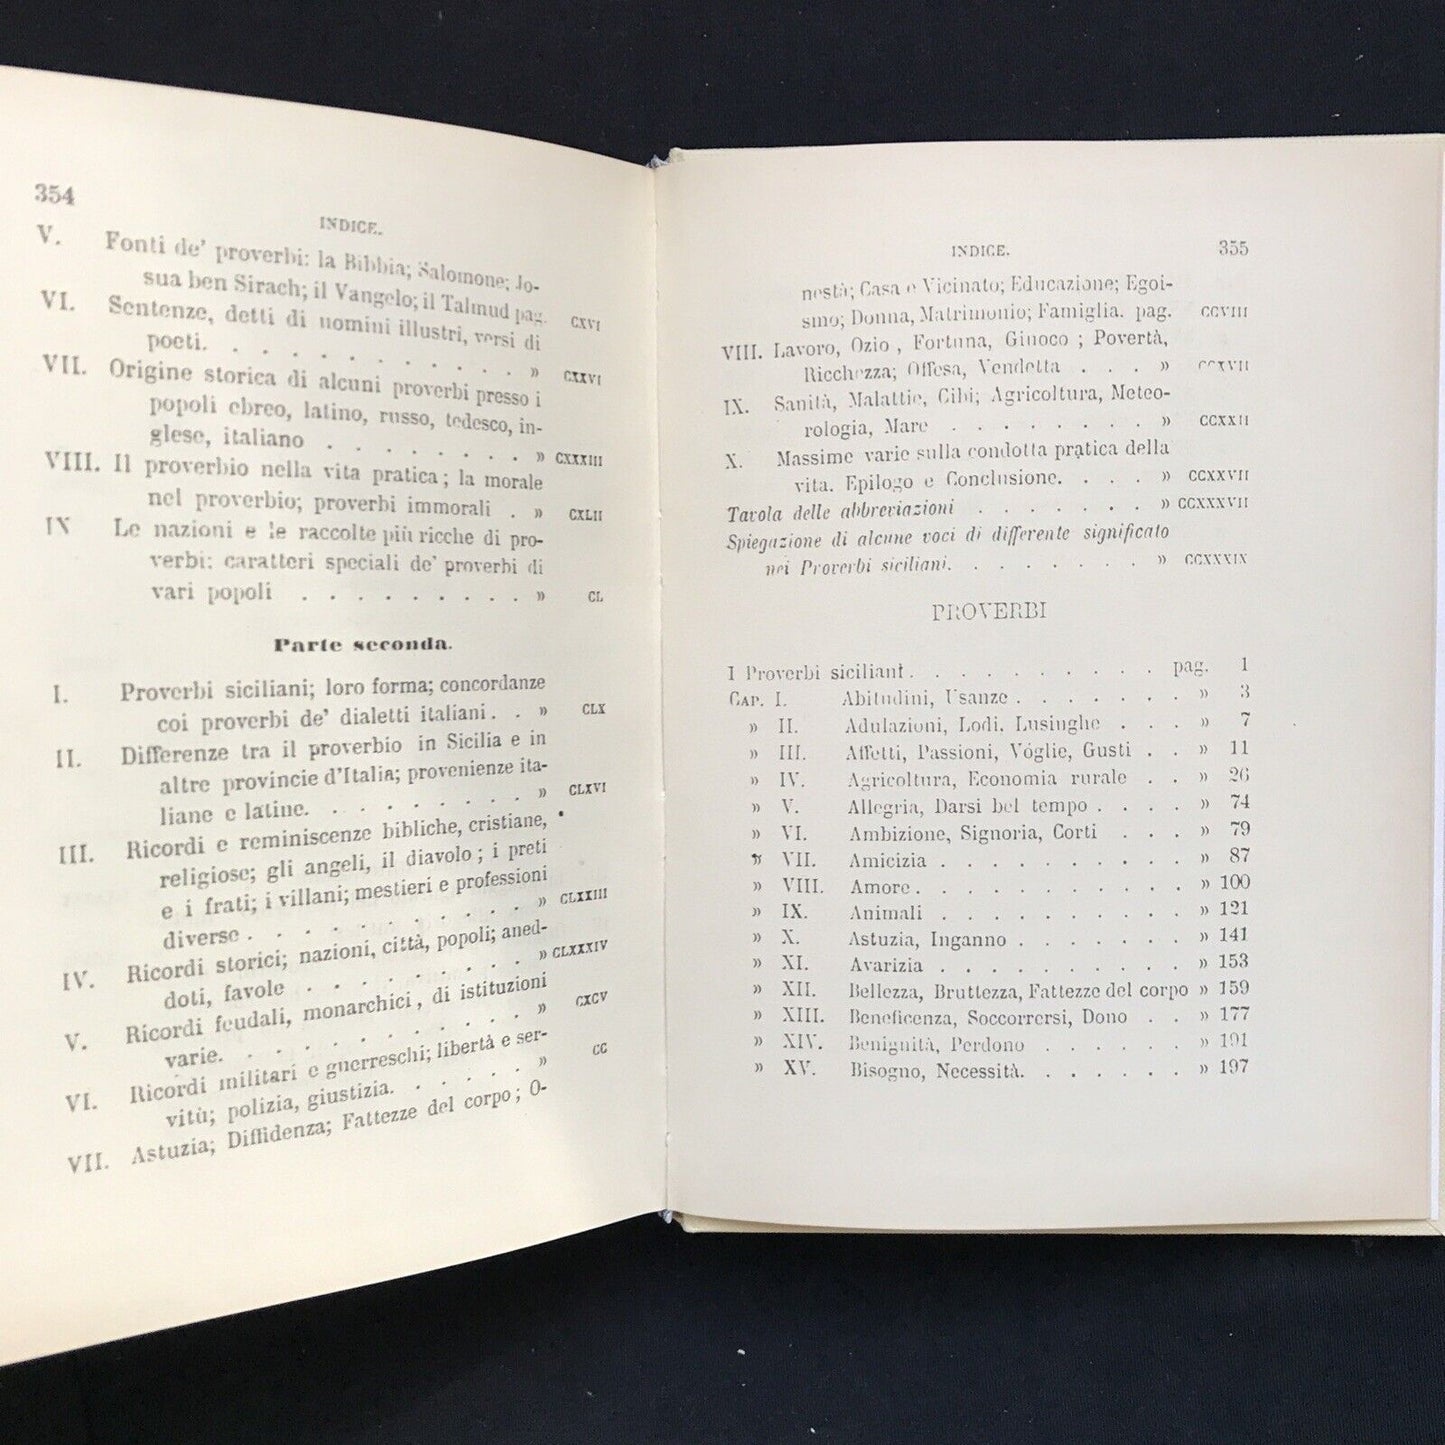 354
INDICE.
V. Fonti de' proverbi: la Bibbia; Salomone; Jo-
sua ben Sirach; il Vangelo; il Talmud pag. CXVI
VI. Sentenze, detti di uomini illustri, versi di
poeti. . . . . . . . . . » CXXVI
VII. Origine storica di alcuni proverbi presso i
popoli ebreo, latino, russo, tedesco, in-
glese, italiano . . . . . . . » CXXXIII
VIII. Il proverbio nella vita pratica; la morale
nel proverbio; proverbi immorali . » CXLII
IX Le nazioni e le raccolte più ricche di pro-
verbi: caratteri speciali de' proverbi di
vari popoli . . . . . . . . . » CL
Parte seconda.
I. Proverbi siciliani; loro forma; concordanze
coi proverbi de' dialetti italiani. . » CLX
II. Differenze tra il proverbio in Sicilia e in
altre provincie d'Italia; provenienze ita-
liane e latine. . . . . . . . » CLXVI
III. Ricordi e reminiscenze bibliche, cristiane,
religiose; gli angeli, il diavolo; i preti
e i frati; i villani; mestieri e professioni
diverse . . . . . . . . . » CLXXIII
IV. Ricordi storici; nazioni, città, popoli; aned-
doti, favole . . . . . . . » CLXXXIV
V. Ricordi feudali, monarchici, di istituzioni
varie. . . . . . . . . . » CXCV
VI. Ricordi militari e guerreschi; libertà e ser-
vitù; polizia, giustizia. . . . . » CC
VII. Astuzia; Diffidenza; Fattezze del corpo; O-
INDICE. 355
nestà; Casa e Vicinato; Educazione; Egoi-
smo; Donna, Matrimonio; Famiglia. pag. CCVIII
VIII. Lavoro, Ozio, Fortuna, Giuoco; Povertà,
Ricchezza; Offesa, Vendetta . . . » CCXVII
IX. Sanità, Malattie, Cibi; Agricoltura, Meteo-
rologia, Mare . . . . . . . . » CCXXII
X. Massime varie sulla condotta pratica della
vita. Epilogo e Conclusione. . . . » CCXXVII
Tavola delle abbreviazioni . . . . . . . » CCXXXVII
Spiegazione di alcune voci di differente significato
nei Proverbi siciliani. . . . . . . . » CCXXXIX
PROVERBI
I Proverbi siciliani . . . . . . . . . . pag. 1
CAP. I. Abitudini, Usanze . . . . . . . » 3
» II. Adulazioni, Lodi, Lusinghe . . . » 7
» III. Affetti, Passioni, Voglie, Gusti . . » 11
» IV. Agricoltura, Economia rurale . . » 26
» V. Allegria, Darsi bel tempo . . . . » 74
» VI. Ambizione, Signoria, Corti . . . » 79
» VII. Amicizia . . . . . . . . . . » 87
» VIII. Amore . . . . . . . . . . . » 100
» IX. Animali . . . . . . . . . . » 121
» X. Astuzia, Inganno . . . . . . . » 141
» XI. Avarizia . . . . . . . . . . » 153
» XII. Bellezza, Bruttezza, Fattezze del corpo » 159
» XIII. Beneficenza, Soccorrersi, Dono . . » 177
» XIV. Benignità, Perdono . . . . . . » 191
» XV. Bisogno, Necessità. . . . . . . » 197